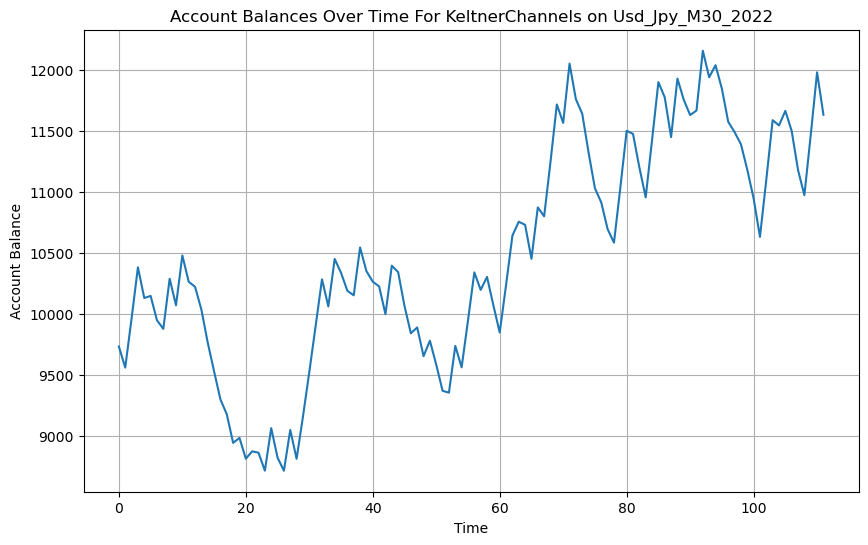 Account Balances Over Time For KeltnerChannels on Usd_Jpy_M30_2022
12000
11500
11000
10500
10000
9500
9000
Account Balance
0 20 40 60 80 100
Time